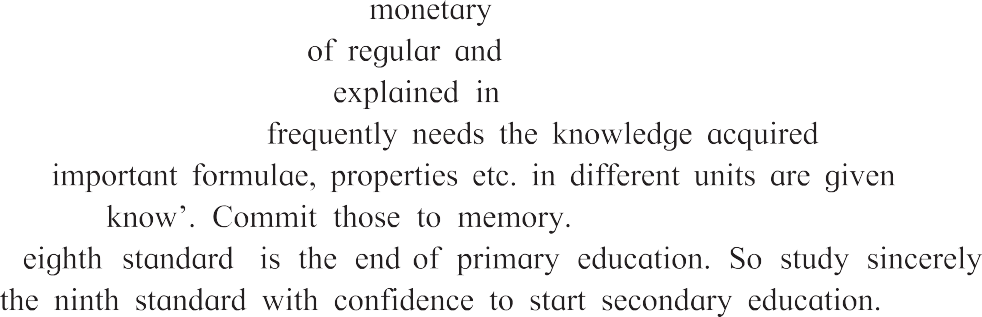 monetary
of regular and
explained in
frequently needs the knowledge acquired
important formulae, properties etc. in different units are given
know’. Commit those to memory.
eighth standard is the end of primary education. So study sincerely
the ninth standard with confidence to start secondary education.